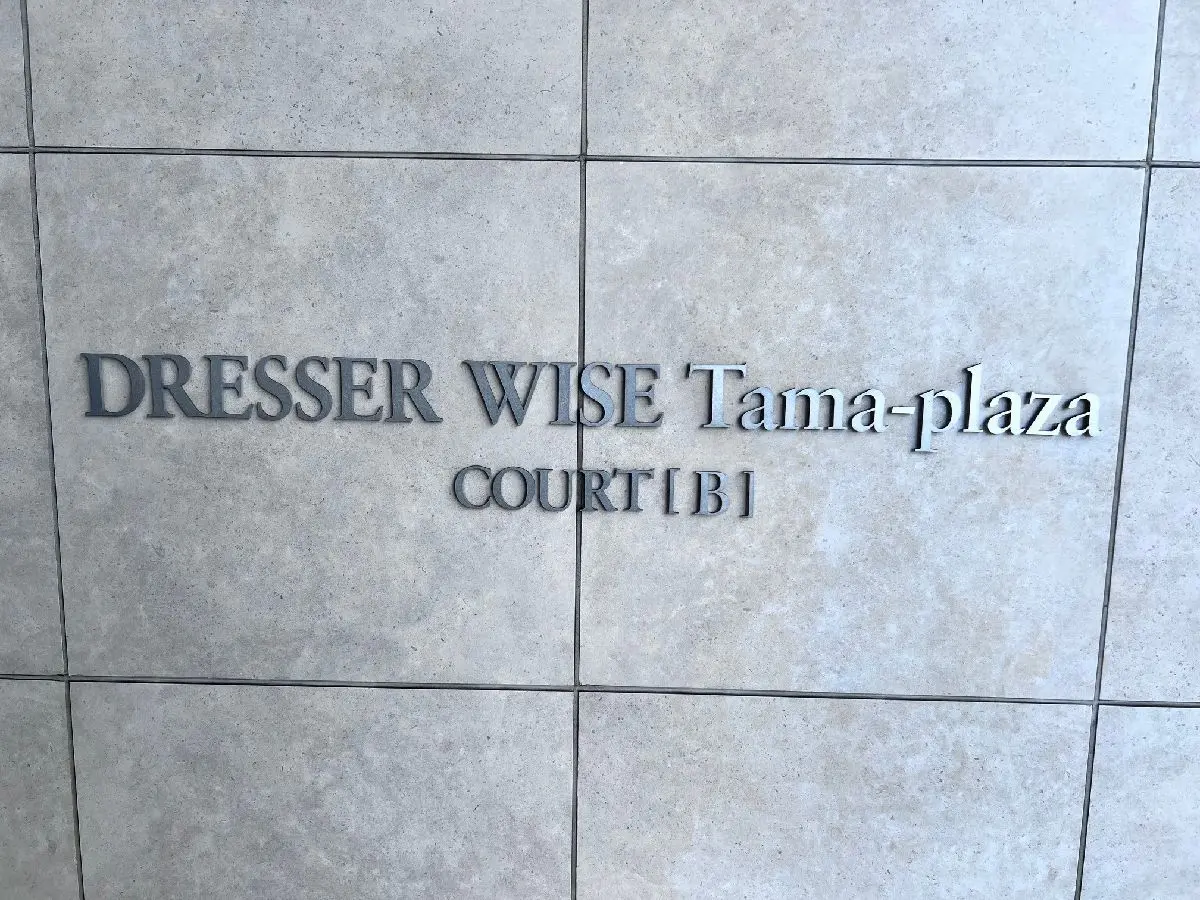 DRESSER WISE Tama-plaza
COURT [ B ]